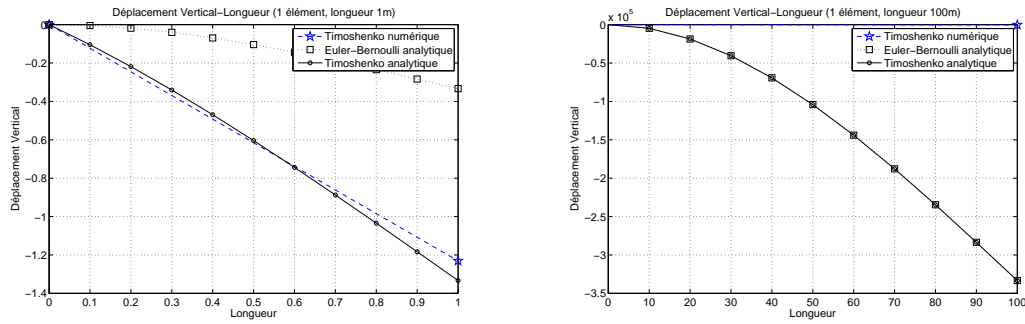 Déplacement Vertical−Longueur (1 élément, longueur 1m)
Timoshenko numérique
Euler−Bernoulli analytique
Timoshenko analytique
0
−0.2
−0.4
−0.6
−0.8
−1
−1.2
−1.4
Déplacement Vertical
0 0.1 0.2 0.3 0.4 0.5 0.6 0.7 0.8 0.9 1
Longueur
Déplacement Vertical−Longueur (1 élément, longueur 100m)
x 10⁵
Timoshenko numérique
Euler−Bernoulli analytique
Timoshenko analytique
0
−0.5
−1
−1.5
−2
−2.5
−3
−3.5
Déplacement Vertical
0 10 20 30 40 50 60 70 80 90 100
Longueur